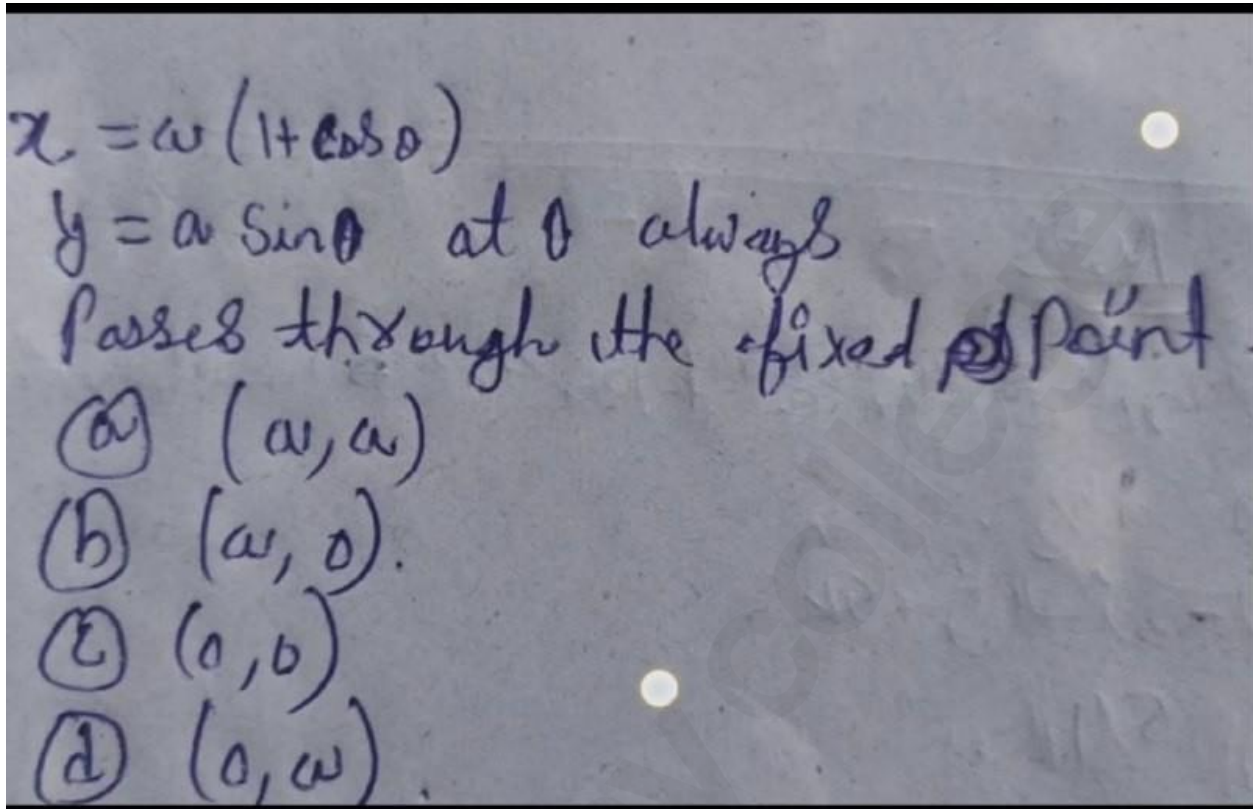 x = a (1+ cosθ)
y = a sinθ at θ always
passes through the fixed point.
(a) (a, a)
(b) (a, 0).
(c) (0, 0)
(d) (0, a).